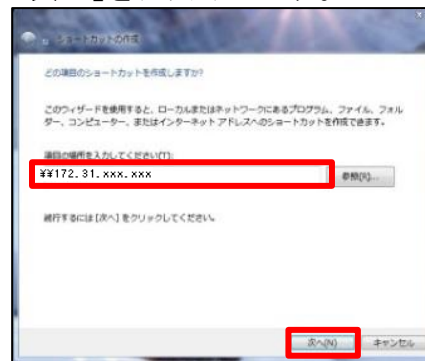 ショートカットの作成
どの項目のショートカットを作成しますか?
このウィザードを使用すると、ローカルまたはネットワークにあるプログラム、ファイル、フォル
ダー、コンピューター、またはインターネット アドレスへのショートカットを作成できます。
項目の場所を入力してください(T):
¥¥172.31.xxx.xxx
参照(R)...
続行するには [次へ] をクリックしてください。
次へ(N)
キャンセル